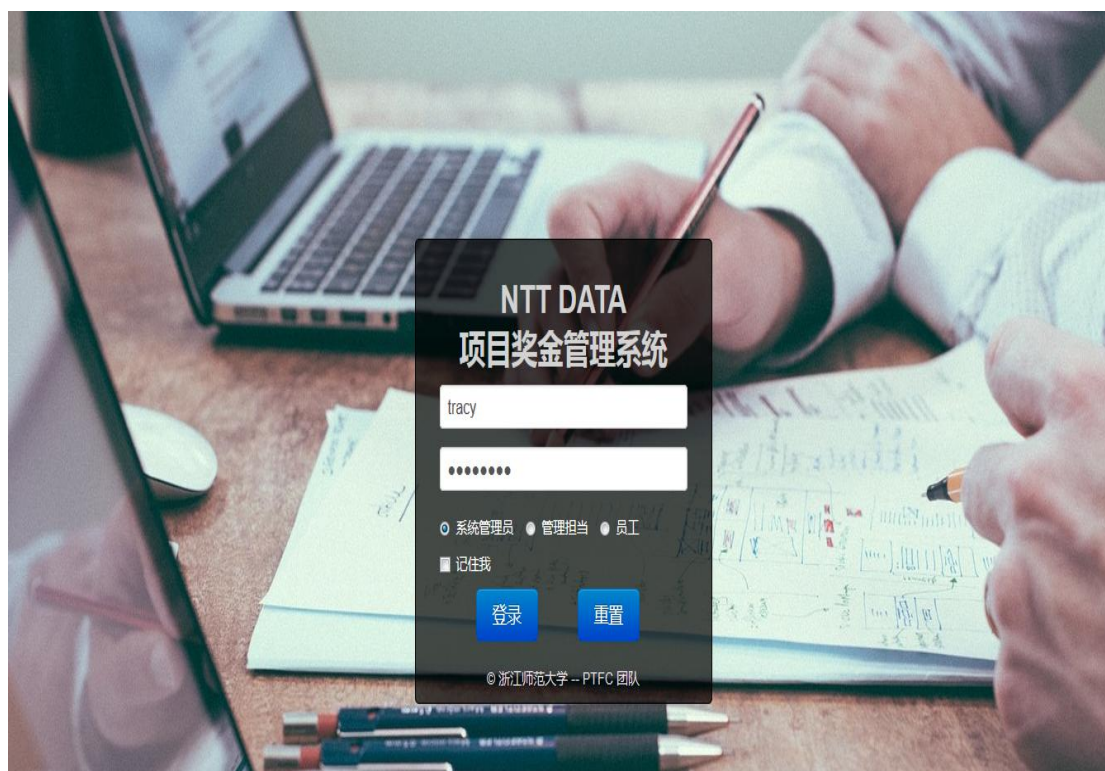 NTT DATA
项目奖金管理系统
tracy
••••••••
系统管理员 管理担当 员工
记住我
登录 重置
© 浙江师范大学 -- PTFC 团队